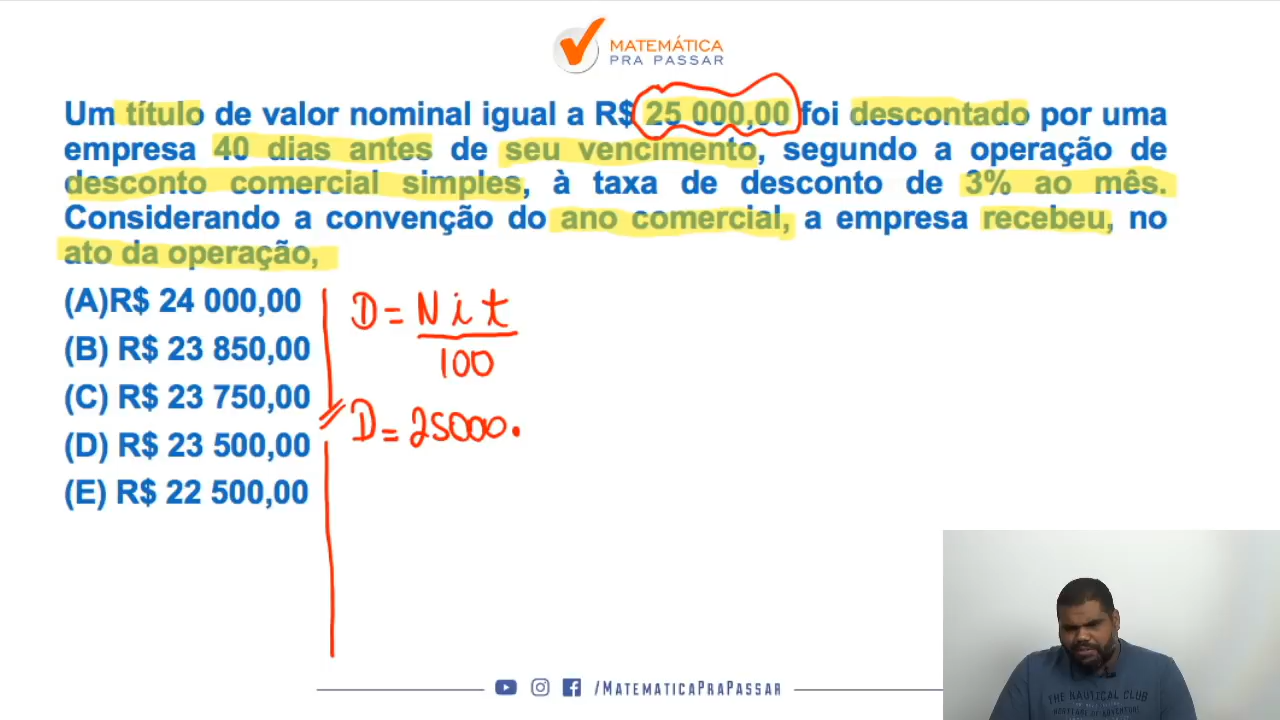 MATEMÁTICA
PRA PASSAR
Um título de valor nominal igual a R$ 25 000,00 foi descontado por uma
empresa 40 dias antes de seu vencimento, segundo a operação de
desconto comercial simples, à taxa de desconto de 3% ao mês.
Considerando a convenção do ano comercial, a empresa recebeu, no
ato da operação,
(A)R$ 24 000,00
(B) R$ 23 850,00
(C) R$ 23 750,00
(D) R$ 23 500,00
(E) R$ 22 500,00
D = N i t
100
D = 25000.
THE NAUTICAL CLUB
/MATEMATICAPRAPASSAR